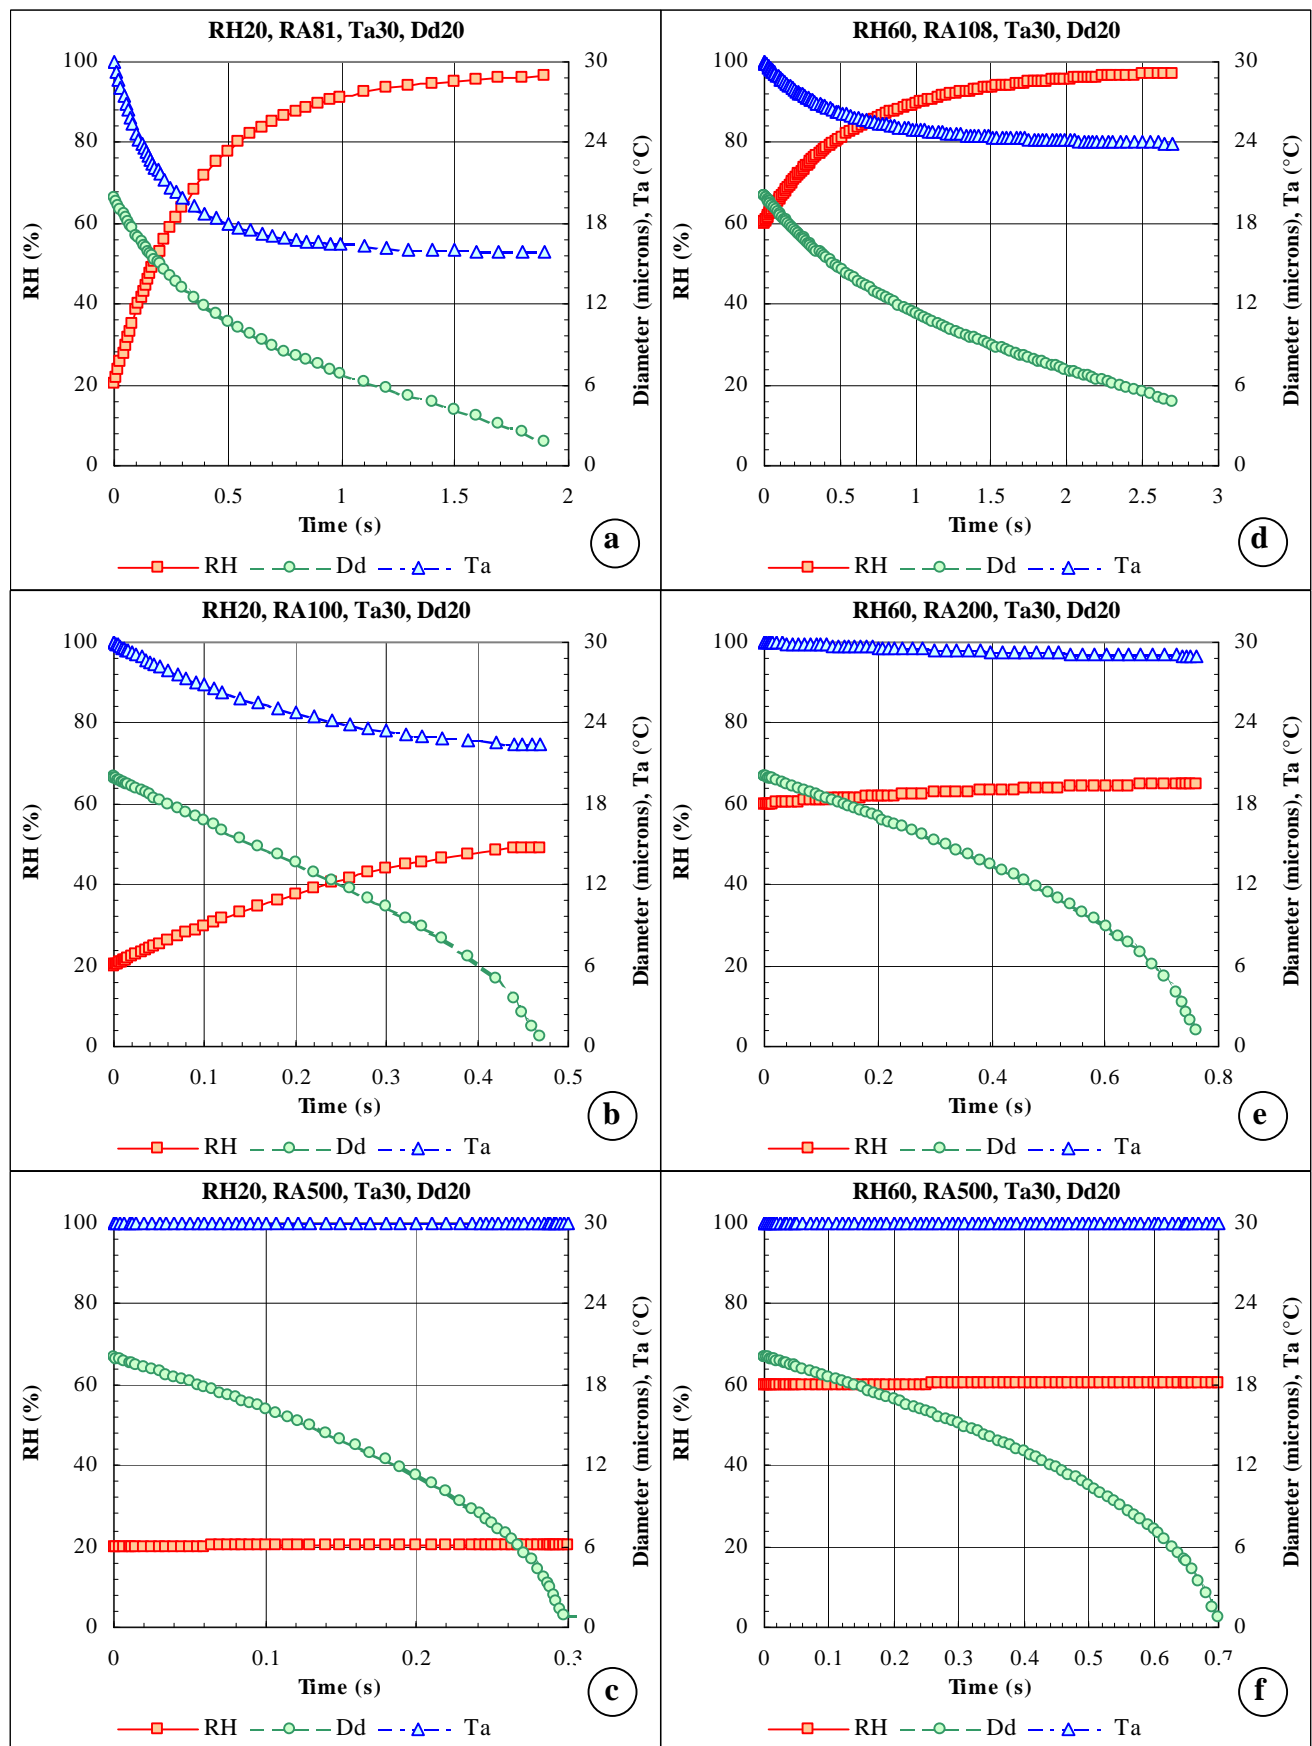 RH20, RA81, Ta30, Dd20
100
80
60
40
20
0
RH (%)
30
24
18
12
6
0
Diameter (microns), Ta (°C)
0 0.5 1 1.5 2
Time (s)
a
RH Dd Ta
RH60, RA108, Ta30, Dd20
100
80
60
40
20
0
RH (%)
30
24
18
12
6
0
Diameter (microns), Ta (°C)
0 0.5 1 1.5 2 2.5 3
Time (s)
d
RH Dd Ta
RH20, RA100, Ta30, Dd20
100
80
60
40
20
0
RH (%)
30
24
18
12
6
0
Diameter (microns), Ta (°C)
0 0.1 0.2 0.3 0.4 0.5
Time (s)
b
RH Dd Ta
RH60, RA200, Ta30, Dd20
100
80
60
40
20
0
RH (%)
30
24
18
12
6
0
Diameter (microns), Ta (°C)
0 0.2 0.4 0.6 0.8
Time (s)
e
RH Dd Ta
RH20, RA500, Ta30, Dd20
100
80
60
40
20
0
RH (%)
30
24
18
12
6
0
Diameter (microns), Ta (°C)
0 0.1 0.2 0.3
Time (s)
c
RH Dd Ta
RH60, RA500, Ta30, Dd20
100
80
60
40
20
0
RH (%)
30
24
18
12
6
0
Diameter (microns), Ta (°C)
0 0.1 0.2 0.3 0.4 0.5 0.6 0.7
Time (s)
f
RH Dd Ta